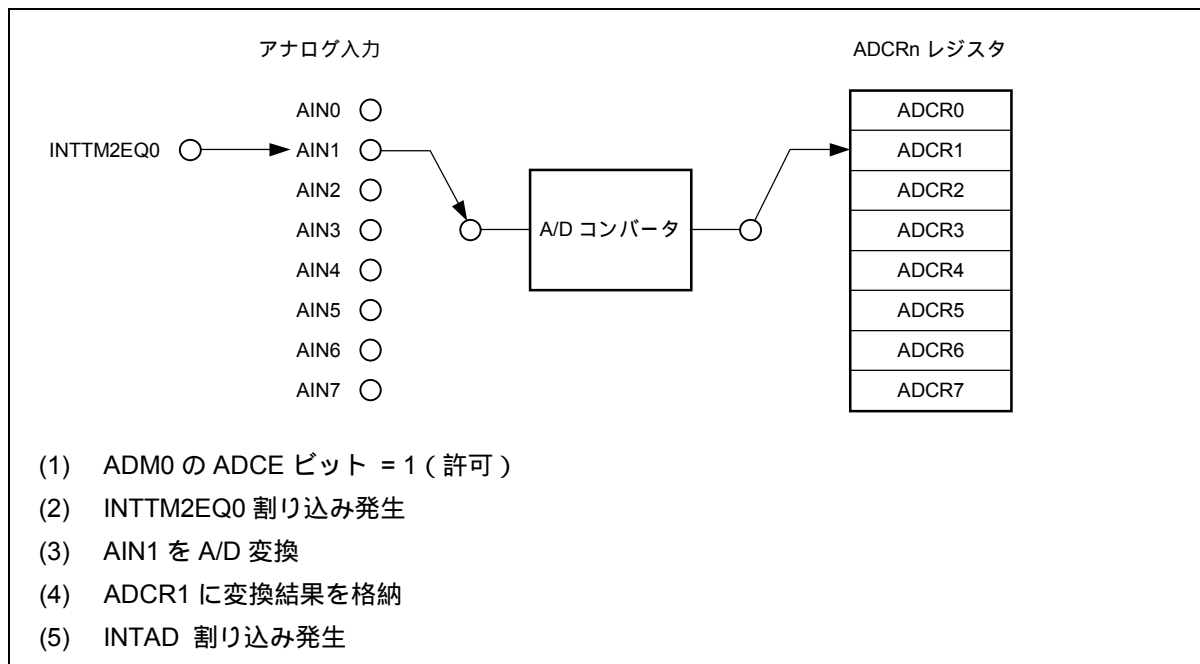 アナログ入力
ADCRn レジスタ
AIN0
ADCR0
INTTM2EQ0
AIN1
ADCR1
AIN2
ADCR2
AIN3
A/D コンバータ
ADCR3
AIN4
ADCR4
AIN5
ADCR5
AIN6
ADCR6
AIN7
ADCR7
(1) ADM0 の ADCE ビット = 1 ( 許可 )
(2) INTTM2EQ0 割り込み発生
(3) AIN1 を A/D 変換
(4) ADCR1 に変換結果を格納
(5) INTAD 割り込み発生